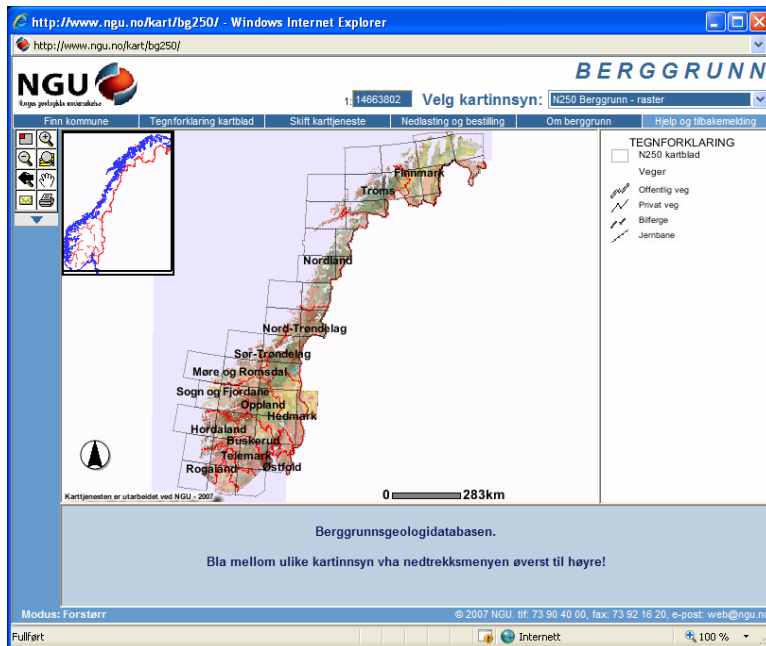 http://www.ngu.no/kart/bg250/ - Windows Internet Explorer
http://www.ngu.no/kart/bg250/
NGU
Norges geologiske undersøkelse
BERGGRUNN
1: 14663802 Velg kartinnsyn: N250 Berggrunn - raster
Finn kommune Tegnforklaring kartblad Skift karttjeneste Nedlasting og bestilling Om berggrunn Hjelp og tilbakemelding
TEGNFORKLARING
N250 kartblad
Veger
Offentlig veg
Privat veg
Bilferge
Jernbane
Finnmark
Troms
Nordland
Nord-Trøndelag
Sør-Trøndelag
Møre og Romsdal
Sogn og Fjordane
Oppland
Hedmark
Hordaland
Buskerud
Telemark
Rogaland Østfold
Karttjenesten er utarbeidet ved NGU - 2007
0 283km
Berggrunnsgeologidatabasen.
Bla mellom ulike kartinnsyn vha nedtrekksmenyen øverst til høyre!
Modus: Forstørr © 2007 NGU. tlf: 73 90 40 00, fax: 73 92 16 20, e-post: web@ngu.no
Fullført Internett 100 %